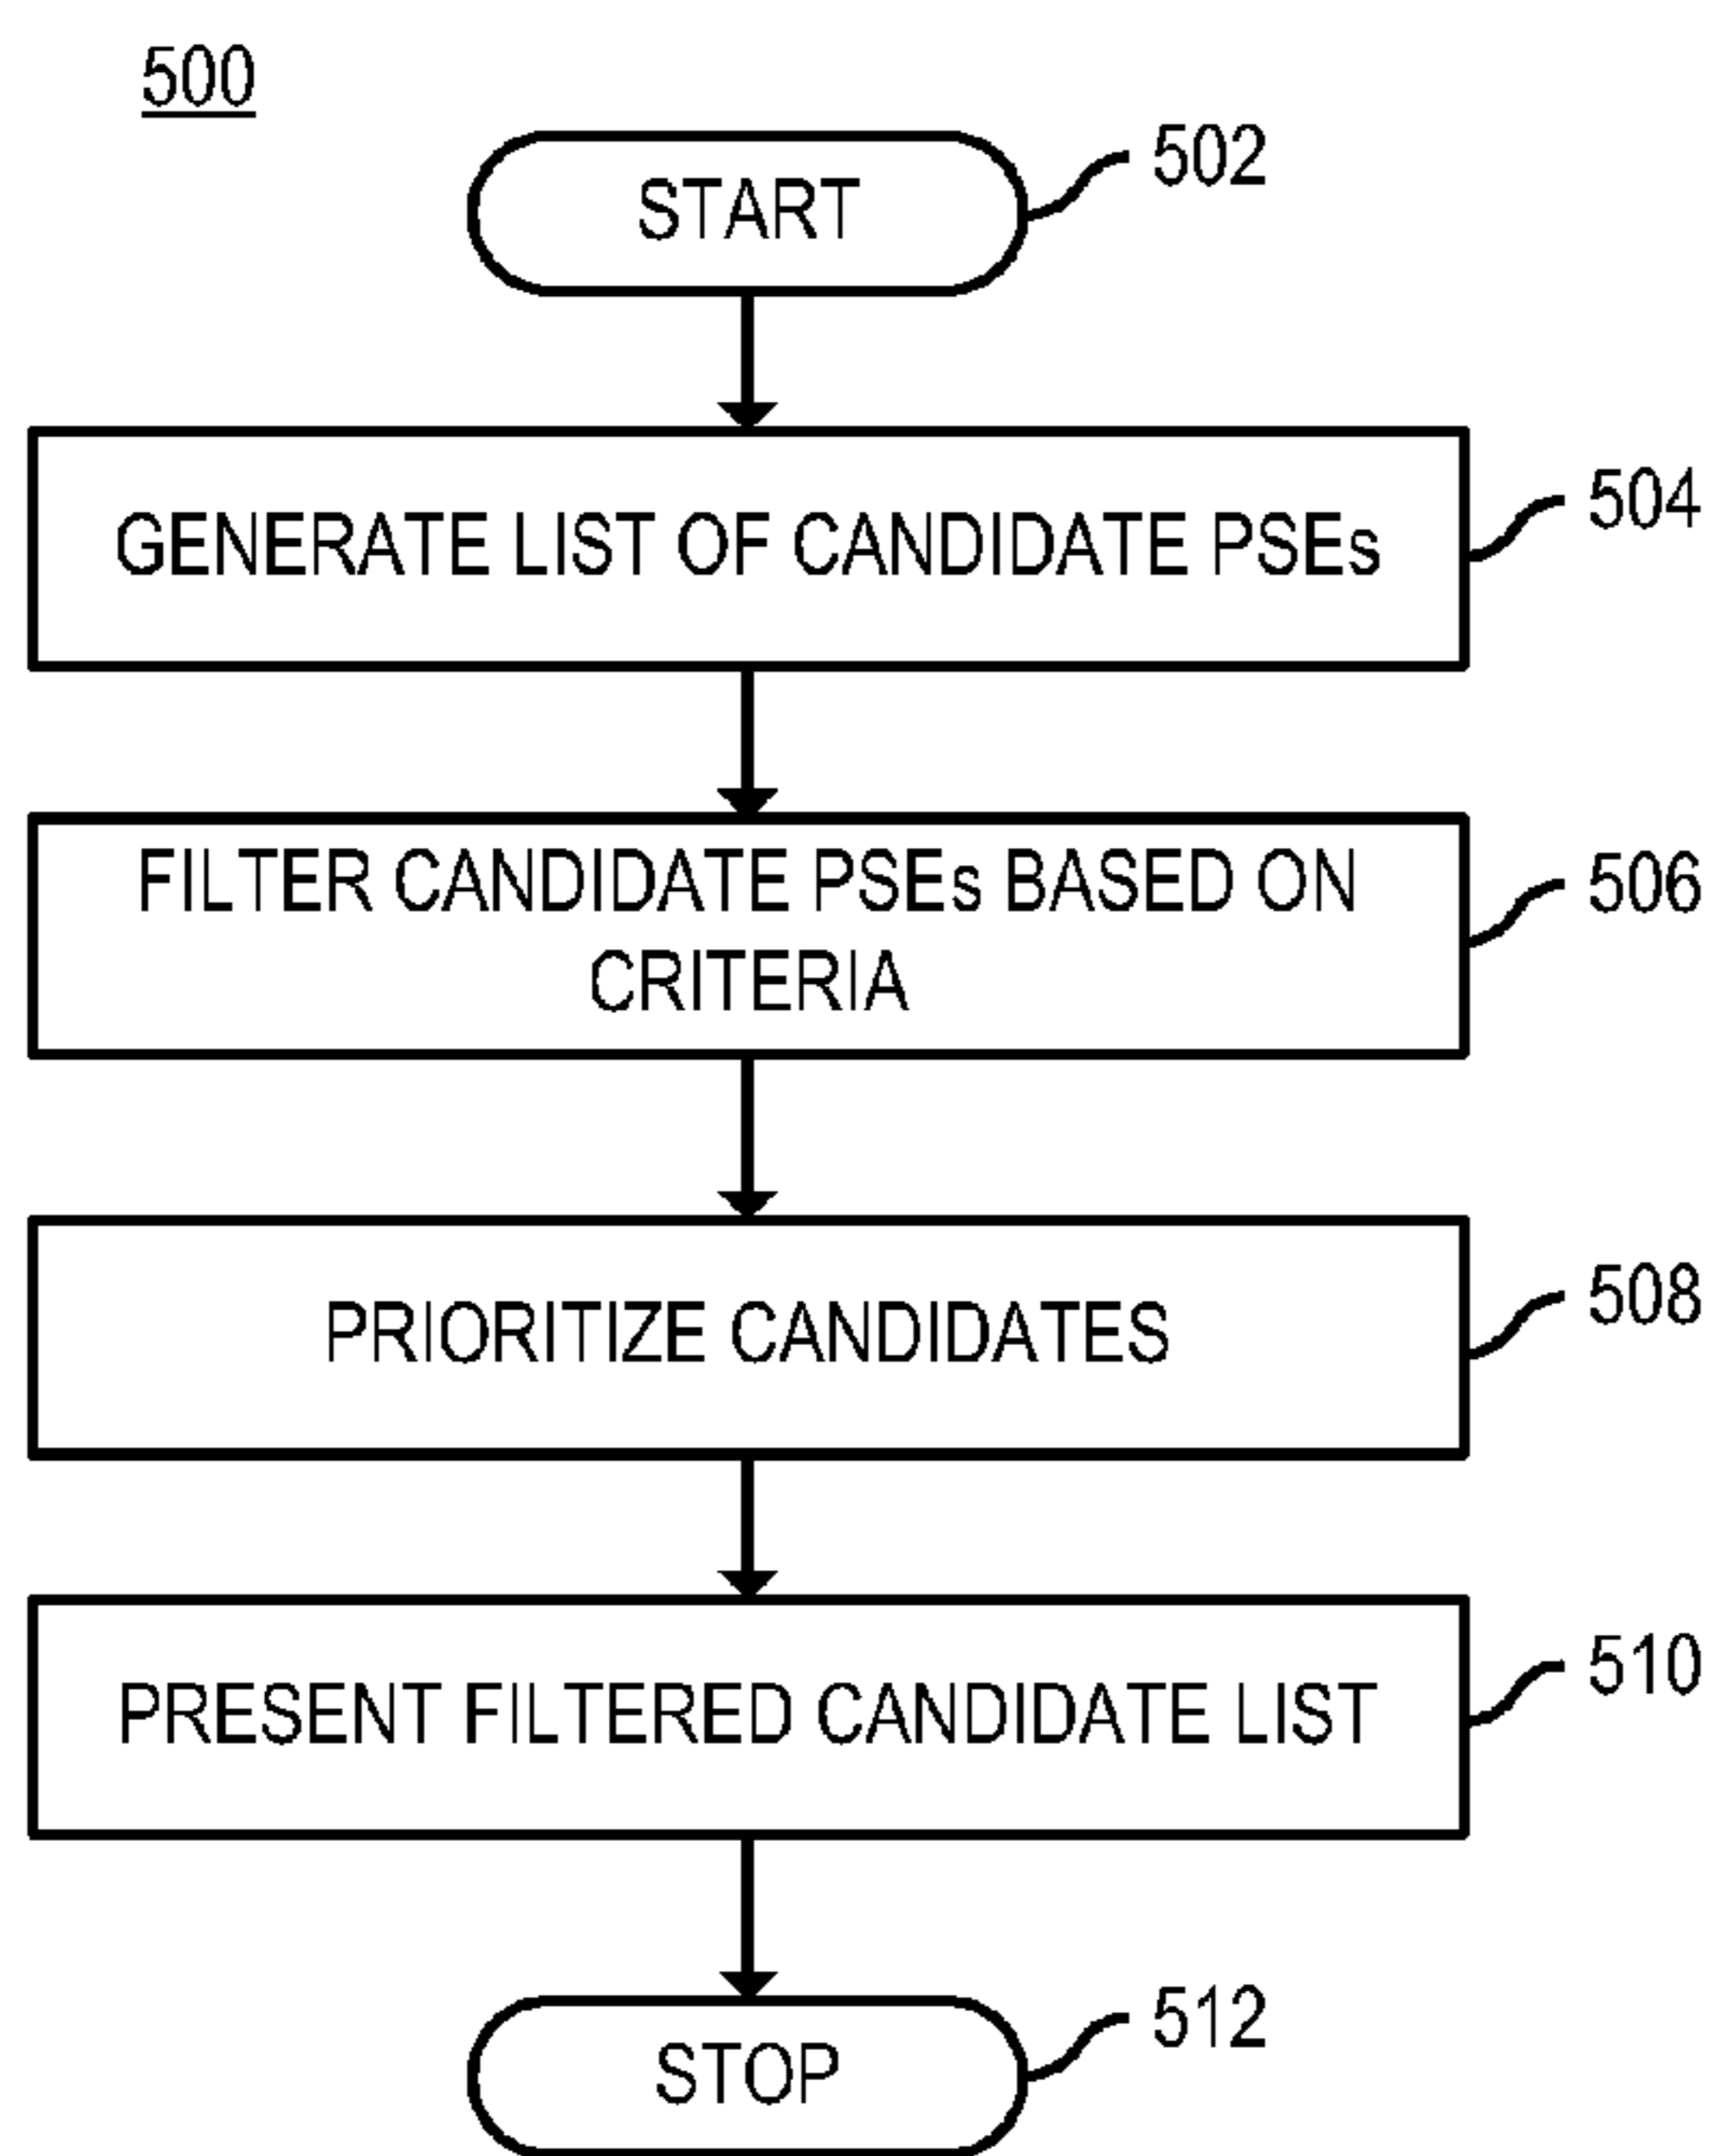 500
START
502
GENERATE LIST OF CANDIDATE PSEs
504
FILTER CANDIDATE PSEs BASED ON
CRITERIA
506
PRIORITIZE CANDIDATES
508
PRESENT FILTERED CANDIDATE LIST
510
STOP
512